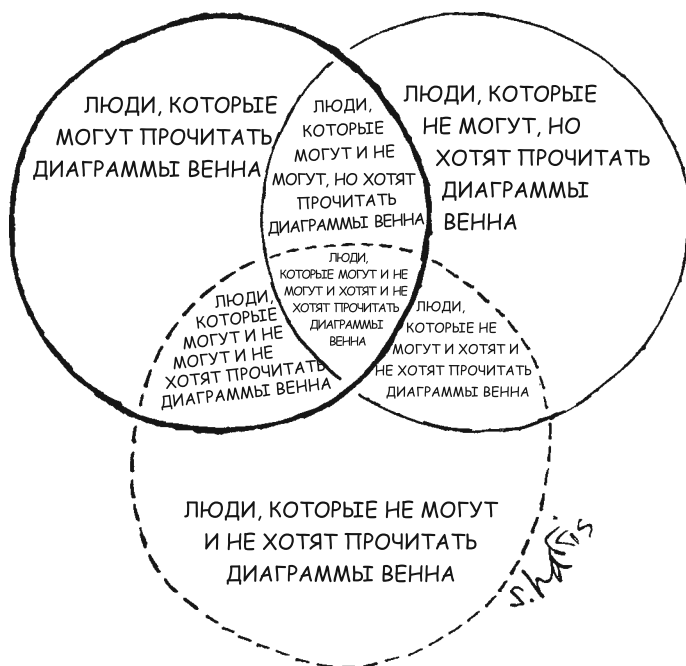 ЛЮДИ, КОТОРЫЕ
МОГУТ ПРОЧИТАТЬ
ДИАГРАММЫ ВЕННА
ЛЮДИ,
КОТОРЫЕ
МОГУТ И НЕ
МОГУТ, НО ХОТЯТ
ПРОЧИТАТЬ
ДИАГРАММЫ ВЕННА
ЛЮДИ, КОТОРЫЕ
НЕ МОГУТ, НО
ХОТЯТ ПРОЧИТАТЬ
ДИАГРАММЫ
ВЕННА
ЛЮДИ,
КОТОРЫЕ МОГУТ И НЕ
МОГУТ И ХОТЯТ И НЕ
ХОТЯТ ПРОЧИТАТЬ
ДИАГРАММЫ
ВЕННА
ЛЮДИ,
КОТОРЫЕ
МОГУТ И НЕ
МОГУТ И НЕ
ХОТЯТ ПРОЧИТАТЬ
ДИАГРАММЫ ВЕННА
ЛЮДИ,
КОТОРЫЕ НЕ
МОГУТ И ХОТЯТ И
НЕ ХОТЯТ ПРОЧИТАТЬ
ДИАГРАММЫ ВЕННА
ЛЮДИ, КОТОРЫЕ НЕ МОГУТ
И НЕ ХОТЯТ ПРОЧИТАТЬ
ДИАГРАММЫ ВЕННА
s.harris